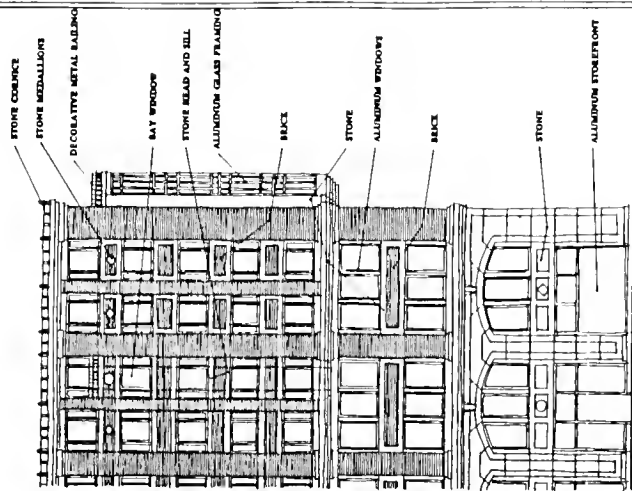 STONE CORNICE
STONE MEDALLIONS
DECORATIVE METAL RAILING
BAY WINDOW
STONE HEAD AND SILL
ALUMINUM GLASS FRAMING
BRICK
STONE
ALUMINUM WINDOWS
BRICK
STONE
ALUMINUM STOREFRONT